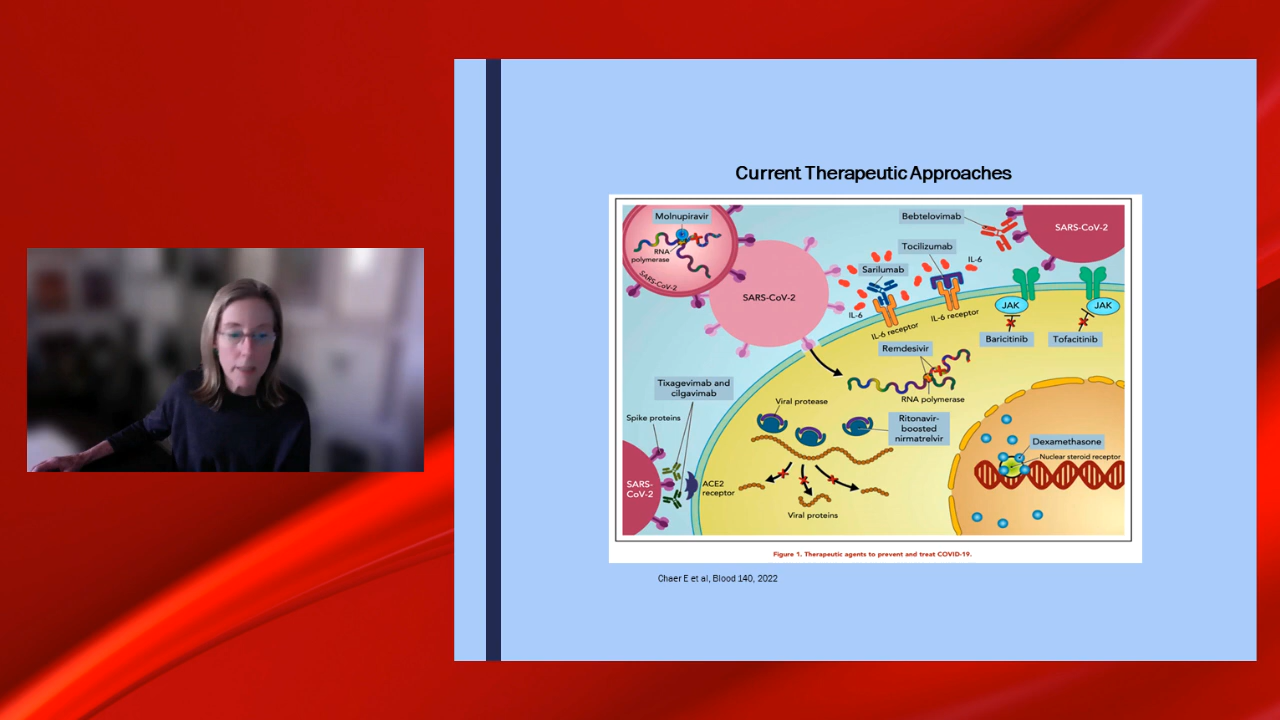 Current Therapeutic Approaches
Molnupiravir
RNA
polymerase
SARS-CoV-2
SARS-CoV-2
Bebtelovimab
SARS-CoV-2
Tocilizumab
IL-6
Sarilumab
IL-6
IL-6 receptor
IL-6 receptor
JAK
JAK
Baricitinib
Tofacitinib
Remdesivir
RNA polymerase
Tixagevimab and
cilgavimab
Spike proteins
Viral protease
Ritonavir-
boosted
nirmatrelvir
Dexamethasone
Nuclear steroid receptor
SARS-
CoV-2
ACE2
receptor
Viral proteins
Figure 1. Therapeutic agents to prevent and treat COVID-19.
Chaer E et al, Blood 140, 2022